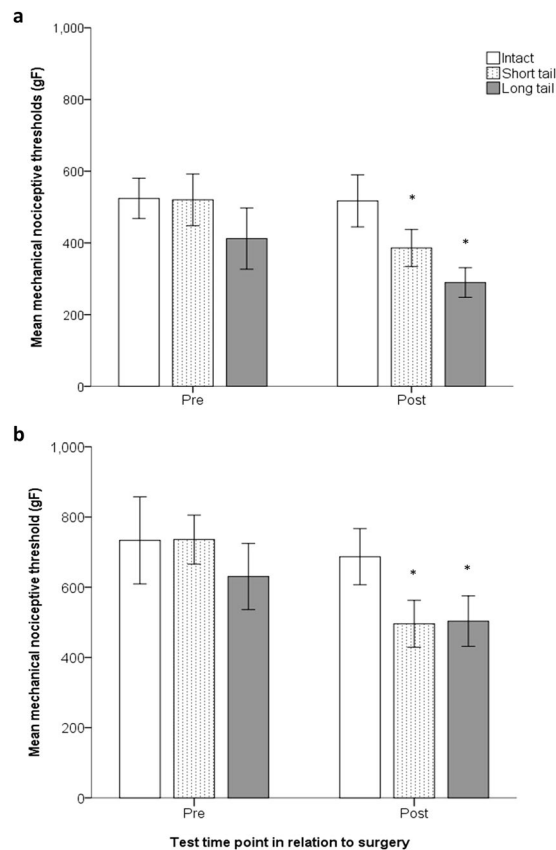 a
Mean mechanical nociceptive thresholds (gF)
1,000
800
600
400
200
0
Intact
Short tail
Long tail
*
*
Pre
Post
b
Mean mechanical nociceptive threshold (gF)
1,000
800
600
400
200
0
*
*
Pre
Post
Test time point in relation to surgery